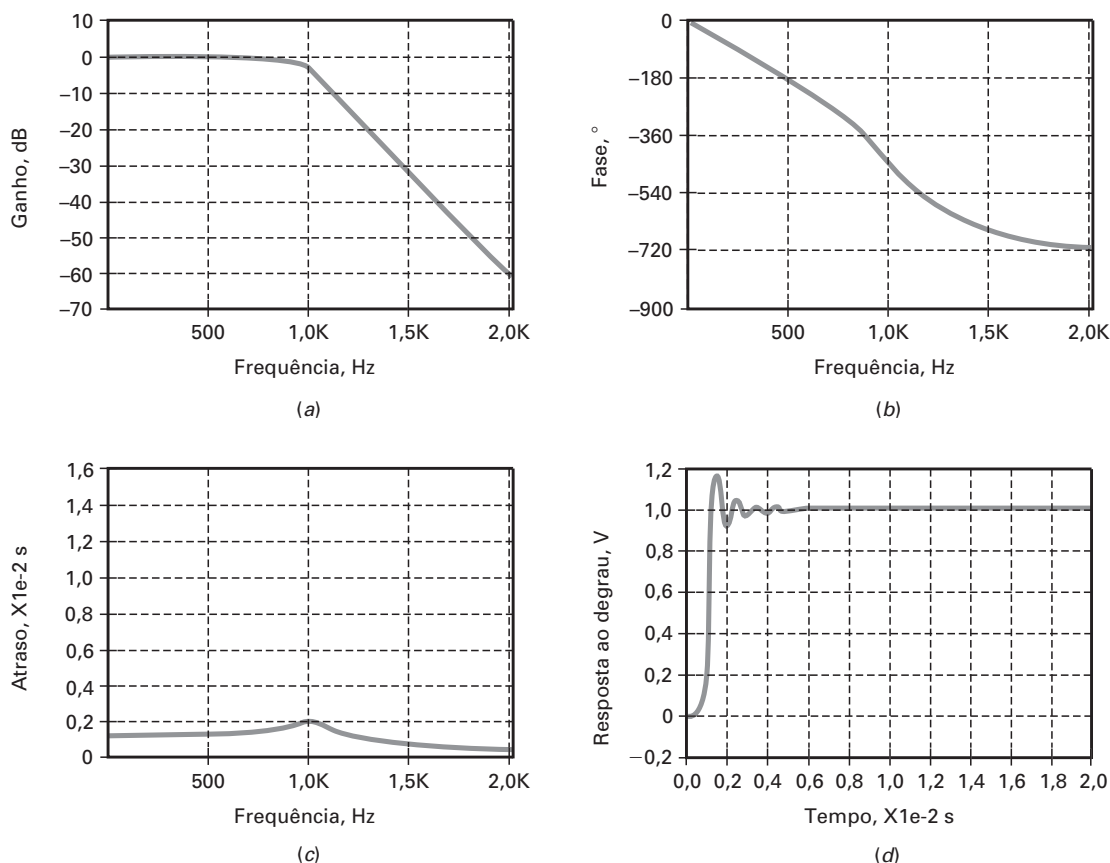 10
0
–10
–20
–30
–40
–50
–60
–70
Ganho, dB
500
1,0K
1,5K
2,0K
Frequência, Hz
(a)
0
–180
–360
–540
–720
–900
Fase, °
500
1,0K
1,5K
2,0K
Frequência, Hz
(b)
1,6
1,4
1,2
1,0
0,8
0,6
0,4
0,2
0
Atraso, X1e-2 s
500
1,0K
1,5K
2,0K
Frequência, Hz
(c)
1,2
1,0
0,8
0,6
0,4
0,2
0
–0,2
Resposta ao degrau, V
0,0 0,2 0,4 0,6 0,8 1,0 1,2 1,4 1,6 1,8 2,0
Tempo, X1e-2 s
(d)